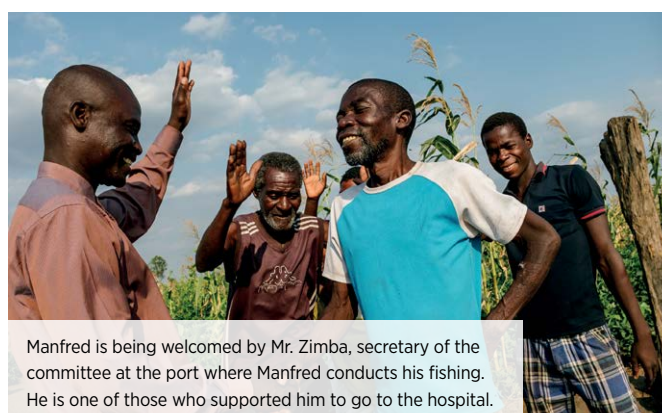 Manfred is being welcomed by Mr. Zimba, secretary of the
committee at the port where Manfred conducts his fishing.
He is one of those who supported him to go to the hospital.